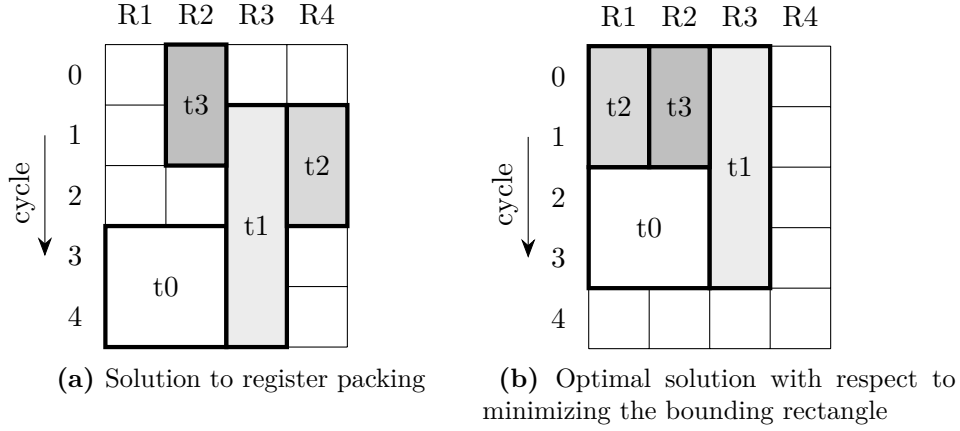 R1 R2 R3 R4
0
t3
1
t2
2
t1
3
t0
4
cycle
(a) Solution to register packing
R1 R2 R3 R4
0
t2 t3
1
t1
2
t0
3
4
cycle
(b) Optimal solution with respect to
minimizing the bounding rectangle